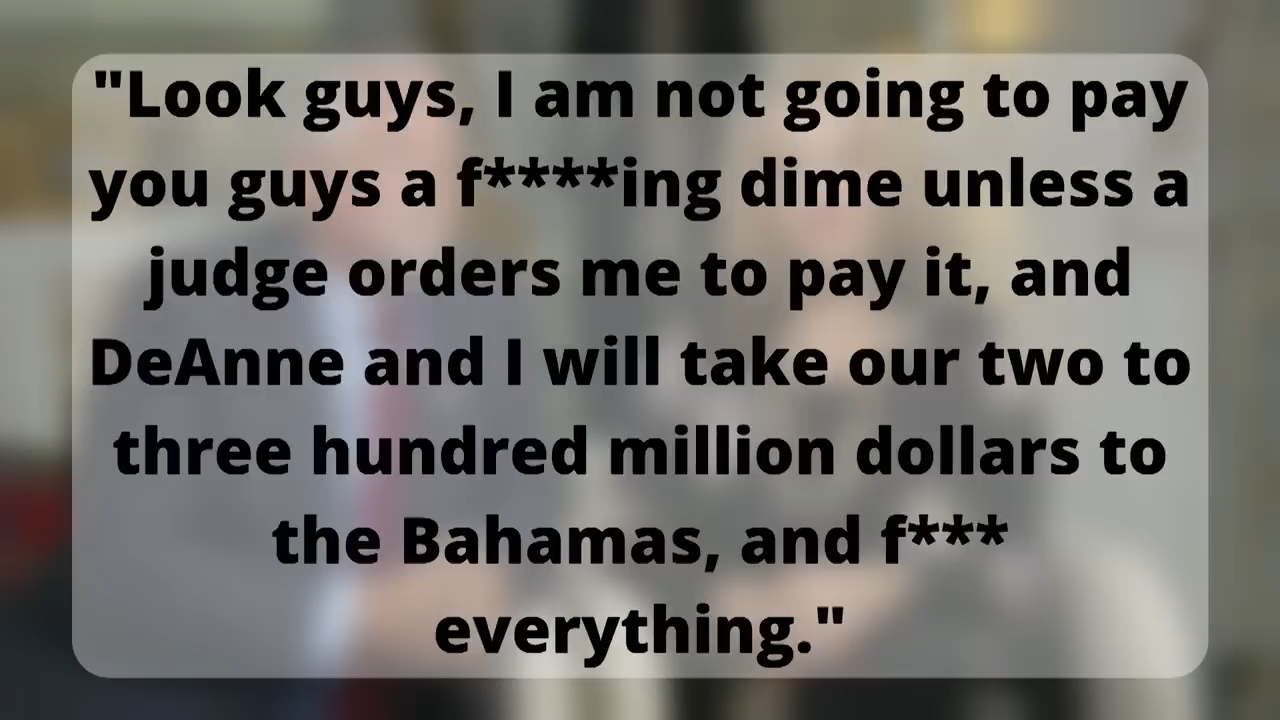 "Look guys, I am not going to pay
you guys a f****ing dime unless a
judge orders me to pay it, and
DeAnne and I will take our two to
three hundred million dollars to
the Bahamas, and f***
everything."